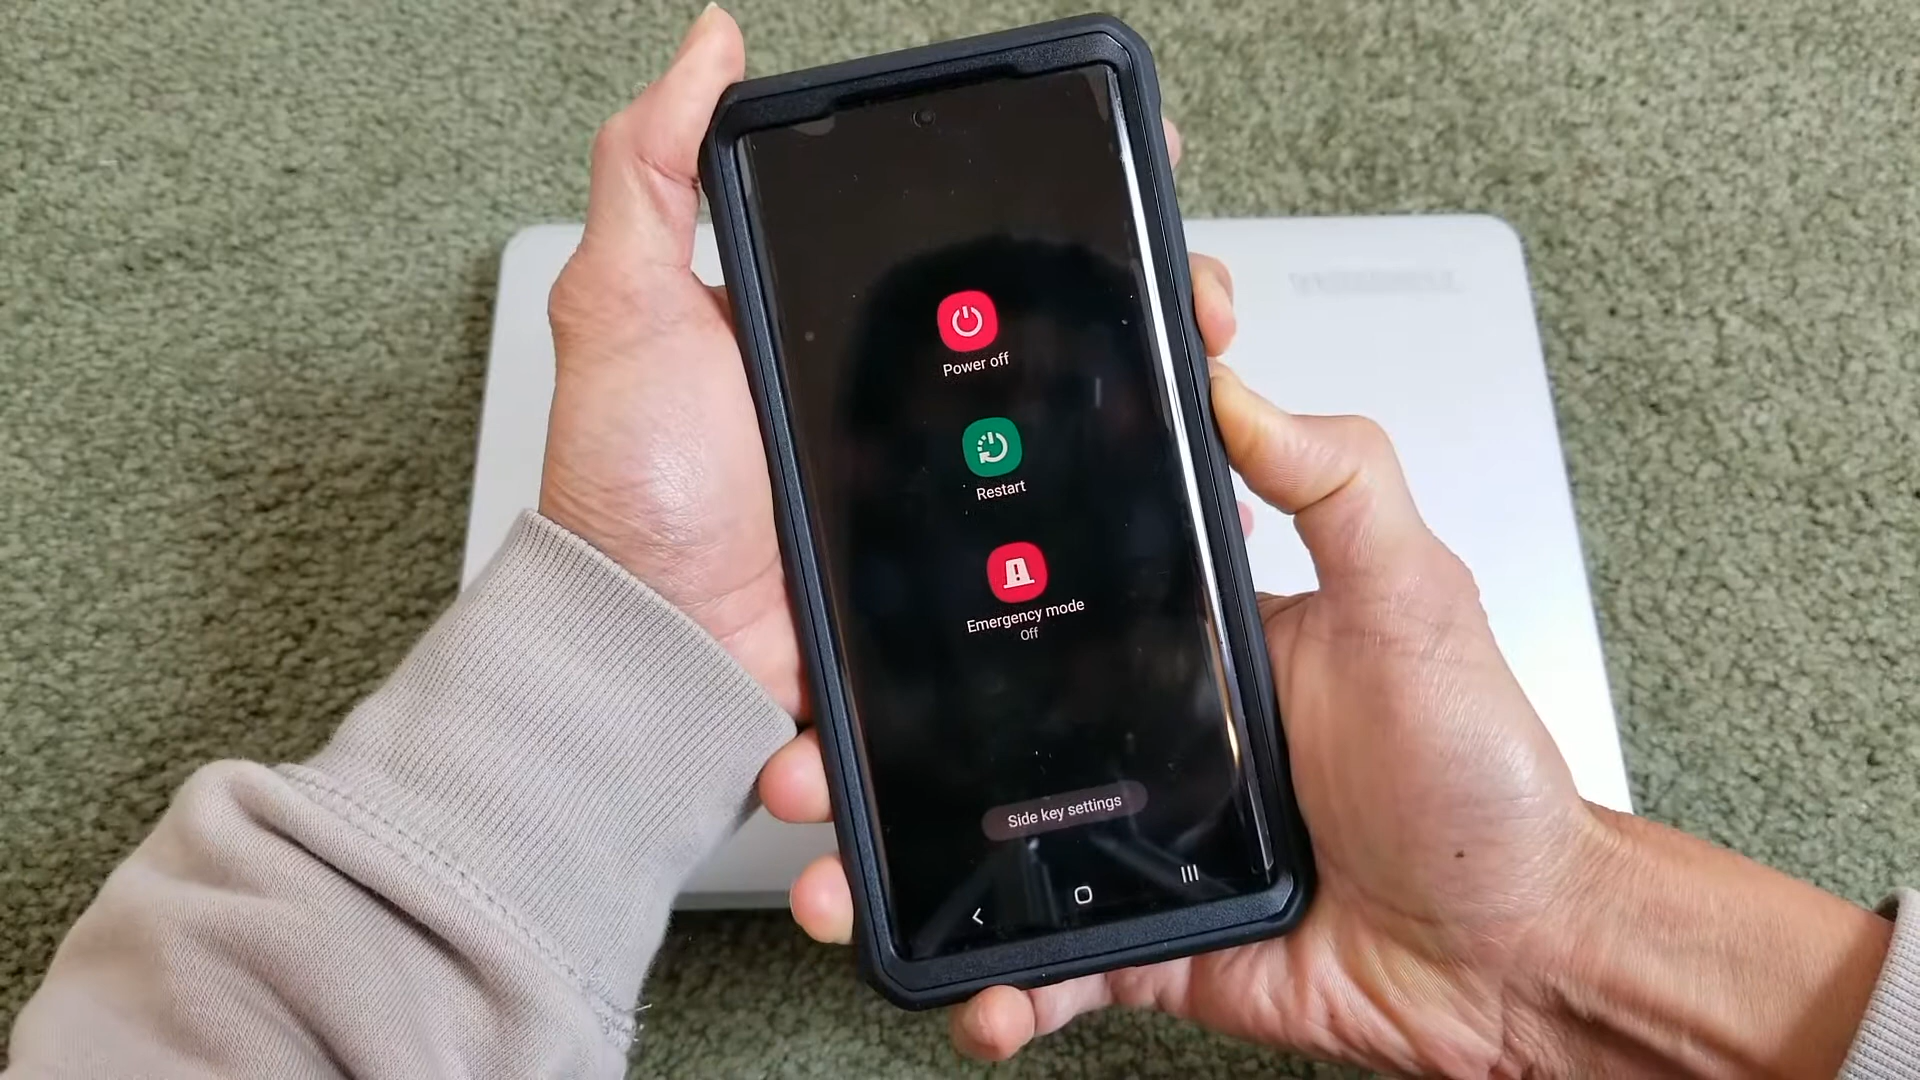 Power off
Restart
Emergency mode
Off
Side key settings